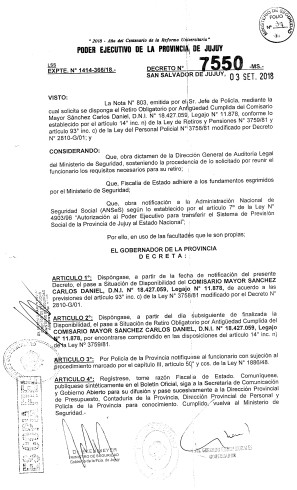 "2018 - Año del Centenario de la Reforma Universitaria"
PODER EJECUTIVO DE LA PROVINCIA DE JUJUY
EXPTE. Nº 1414-366/18.-
DECRETO Nº 7550 -MS.-
SAN SALVADOR DE JUJUY, 03 SET. 2018
VISTO:
La Nota Nº 803, emitida por el Sr. Jefe de Policía, mediante la
cual solicita se disponga el Retiro Obligatorio por Antigüedad Cumplida del Comisario
Mayor Sánchez Carlos Daniel, D.N.I. Nº 18.427.059, Legajo Nº 11.878, conforme lo
establecido por el artículo 14º inc. n) de la Ley de Retiros y Pensiones Nº 3759/81 y
artículo 93º inc. c) de la Ley del Personal Policial Nº 3758/81 modificado por Decreto
Nº 2810-G/01; y
CONSIDERANDO:
Que, obra dictamen de la Dirección General de Auditoría Legal
del Ministerio de Seguridad, sosteniendo la procedencia de lo solicitado por reunir el
funcionario los requisitos necesarios para su retiro;
Que, Fiscalía de Estado adhiere a los fundamentos esgrimidos
por el Ministerio de Seguridad;
Que, obra notificación a la Administración Nacional de
Seguridad Social (ANSeS) según lo establecido por el artículo 7º de la Ley Nº
4903/96 "Autorización al Poder Ejecutivo para transferir el Sistema de Previsión
Social de la Provincia de Jujuy al Estado Nacional";
Por ello, en uso de las facultades que le son propias;
EL GOBERNADOR DE LA PROVINCIA
D E C R E T A :
ARTICULO 1º: Dispóngase, a partir de la fecha de notificación del presente
Decreto, el pase a Situación de Disponibilidad del COMISARIO MAYOR SANCHEZ
CARLOS DANIEL, D.N.I. Nº 18.427.059, Legajo Nº 11.878, de acuerdo a las
previsiones del artículo 93º inc. c) de la Ley Nº 3758/81 modificado por el Decreto Nº
2810-G/01.
ARTICULO 2º: Dispóngase, a partir del día subsiguiente de finalizada la
Disponibilidad, el pase a Situación de Retiro Obligatorio por Antigüedad Cumplida del
COMISARIO MAYOR SANCHEZ CARLOS DANIEL, D.N.I. Nº 18.427.059, Legajo
Nº 11.878, por encontrarse comprendido en las disposiciones del artículo 14º inc. n)
de la Ley Nº 3759/81.
ARTICULO 3º: Por Policía de la Provincia notifíquese al funcionario con sujeción al
procedimiento marcado por el capítulo III, artículo 50º y ccs. de la Ley Nº 1886/48.
ARTICULO 4º: Regístrese, tome razón Fiscalía de Estado. Comuníquese,
publíquese sintéticamente en el Boletín Oficial, siga a la Secretaría de Comunicación
y Gobierno Abierto para su difusión y pase sucesivamente a la Dirección Provincial
de Presupuesto, Contaduría de la Provincia, Dirección Provincial de Personal y
Policía de la Provincia para conocimiento. Cumplido, vuelva al Ministerio de
Seguridad.-